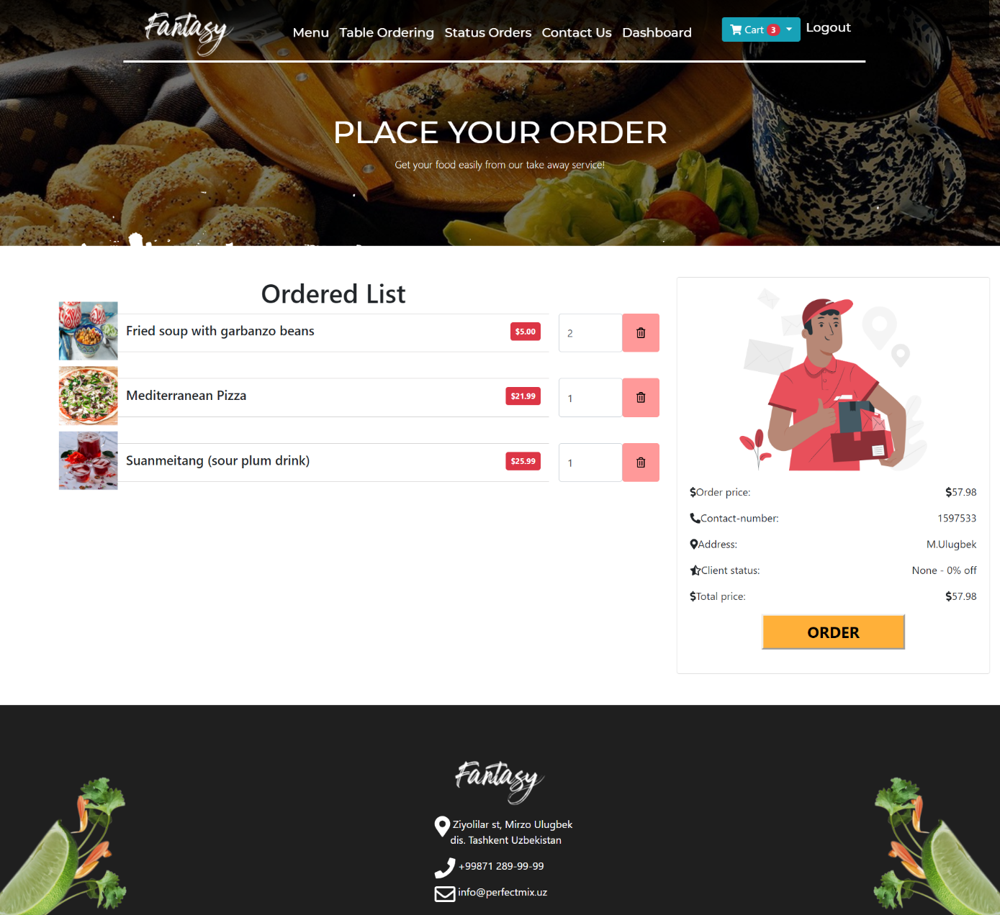 Fantasy
Menu Table Ordering Status Orders Contact Us Dashboard Cart 3 Logout
PLACE YOUR ORDER
Get your food easily from our take away service!
Ordered List
Fried soup with garbanzo beans $5.00 2
Mediterranean Pizza $21.99 1
Suanmeitang (sour plum drink) $25.99 1
$Order price: $57.98
Contact-number: 1597533
Address: M.Ulugbek
Client status: None - 0% off
$Total price: $57.98
ORDER
Fantasy
Ziyolilar st, Mirzo Ulugbek
dis. Tashkent Uzbekistan
+99871 289-99-99
info@perfectmix.uz